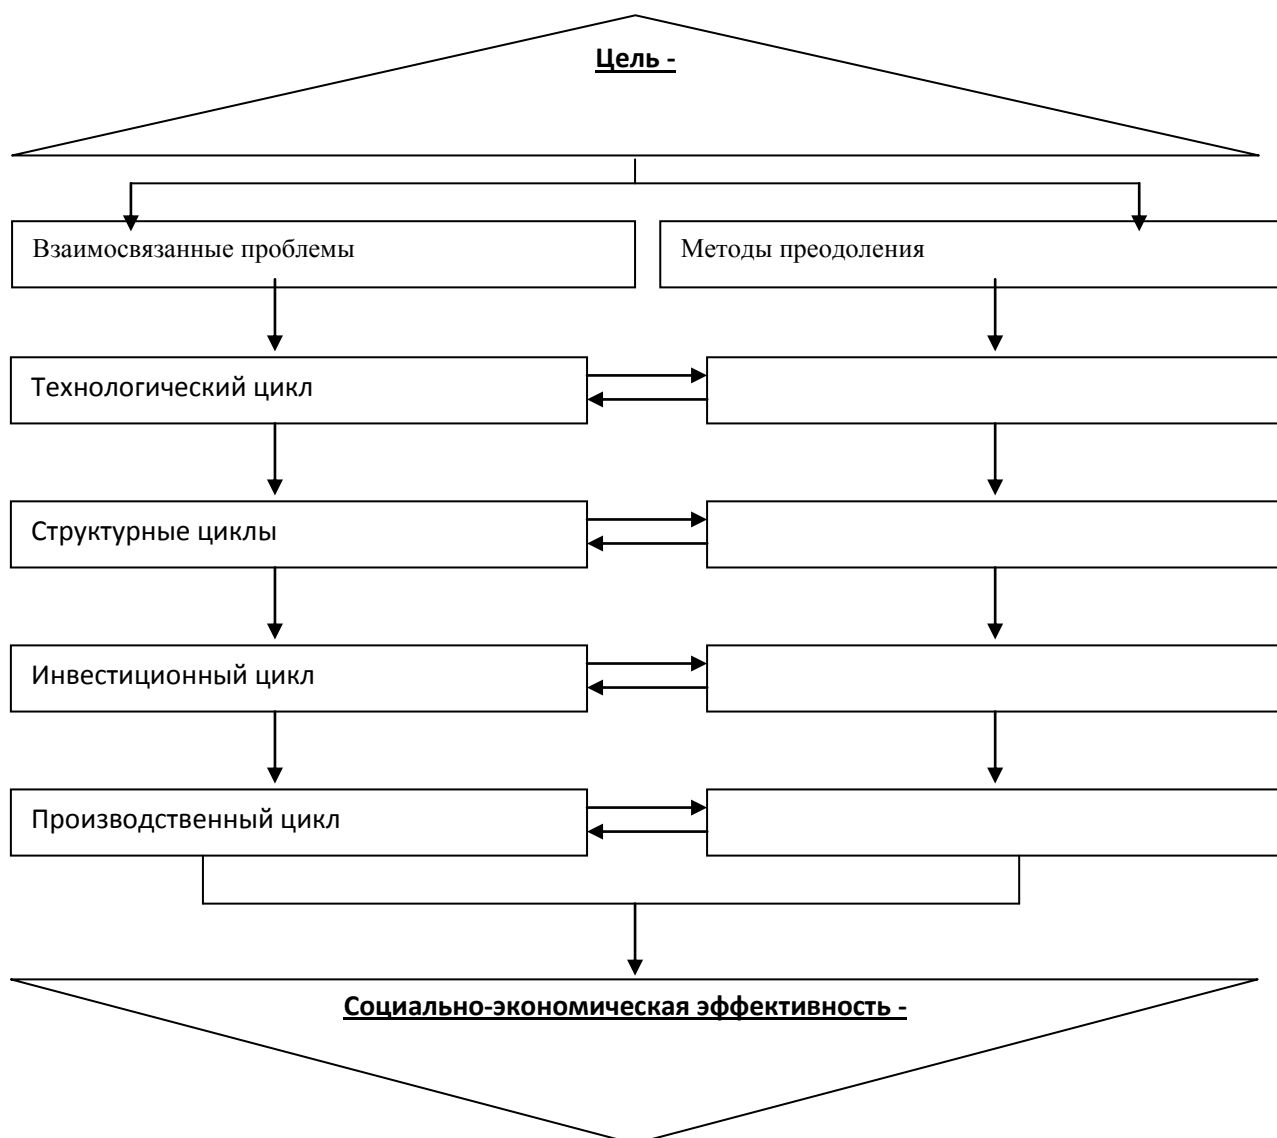 Цель -
Взаимосвязанные проблемы
Методы преодоления
Технологический цикл
Структурные циклы
Инвестиционный цикл
Производственный цикл
Социально-экономическая эффективность -